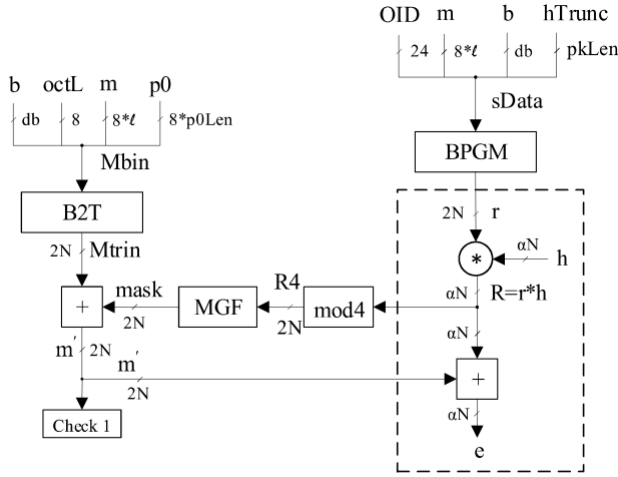 OID m b hTrunc
24 8*ℓ db pkLen
sData
b octL m p0
db 8 8*ℓ 8*p0Len
Mbin
BPGM
B2T
2N r
2N Mtrin
* αN h
mask R4 αN R=r*h
+ MGF mod4
2N 2N
m' 2N αN
m'
2N +
Check 1 αN
e